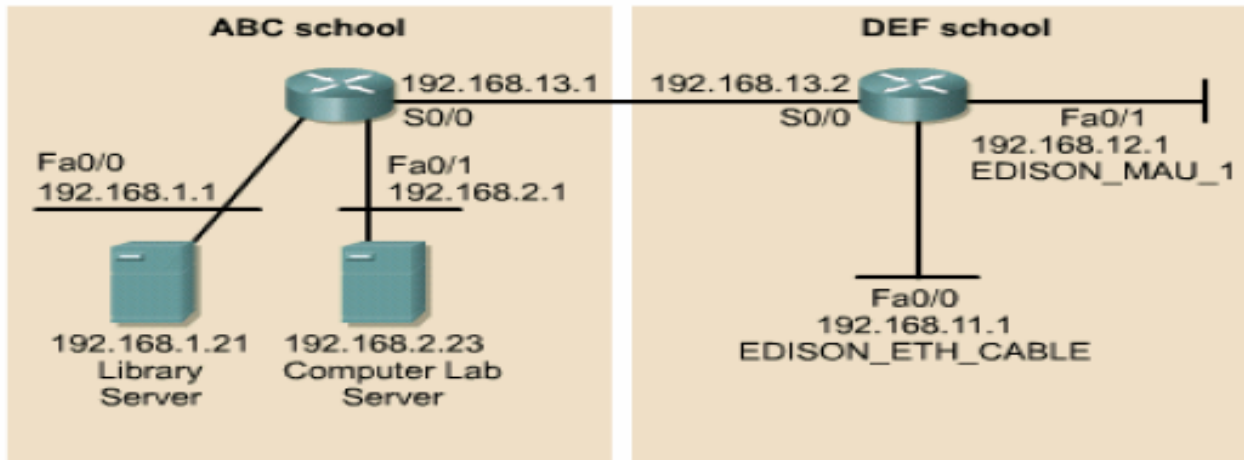 ABC school
192.168.13.1
S0/0
Fa0/0
192.168.1.1
Fa0/1
192.168.2.1
192.168.1.21
Library
Server
192.168.2.23
Computer Lab
Server
DEF school
192.168.13.2
S0/0
Fa0/1
192.168.12.1
EDISON_MAU_1
Fa0/0
192.168.11.1
EDISON_ETH_CABLE